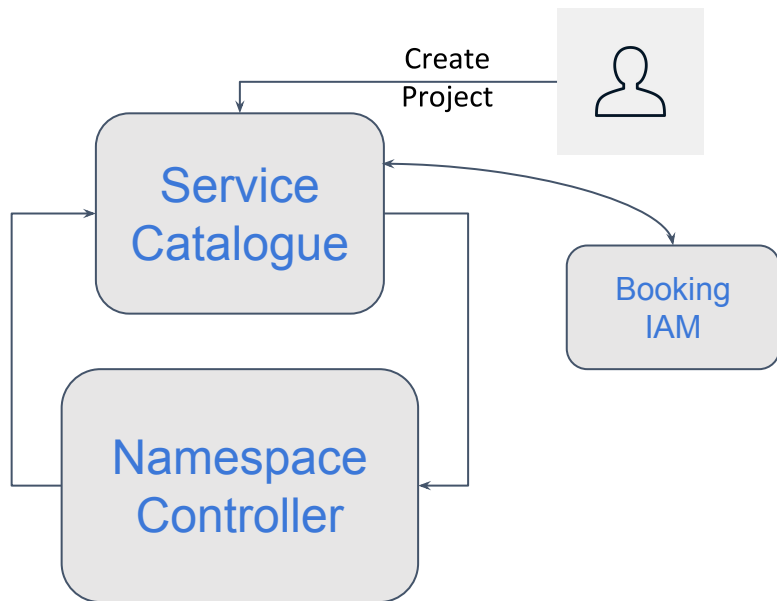 Create
Project
Service
Catalogue
Booking
IAM
Namespace
Controller